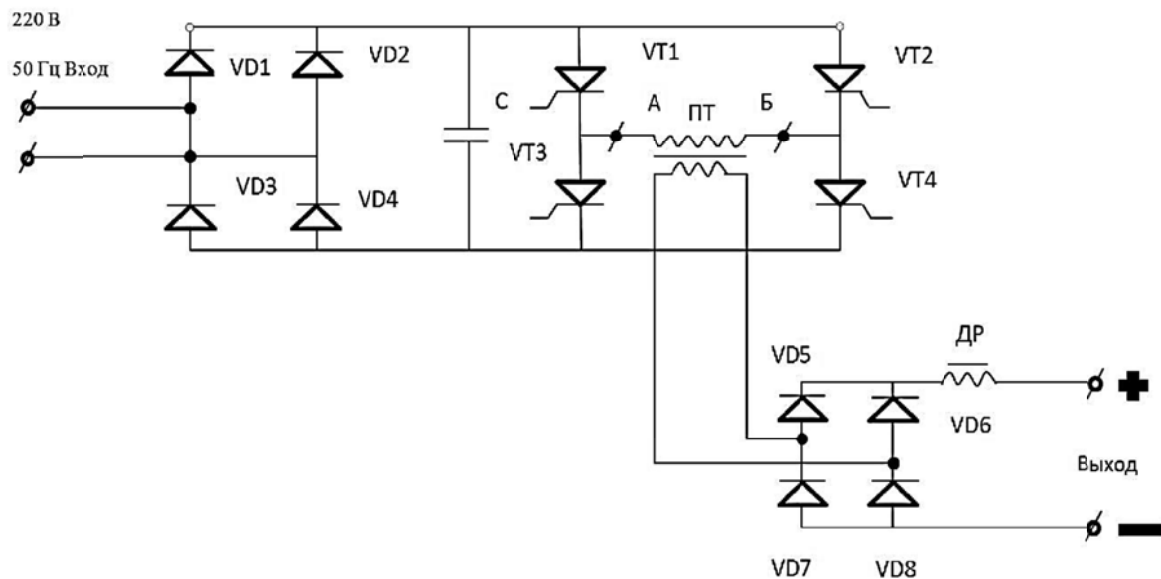 220 В
50 Гц Вход
VD1
VD2
VT1
VT2
С
А
ПТ
Б
VT3
VD3
VD4
VT4
VD5
ДР
VD6
Выход
VD7
VD8